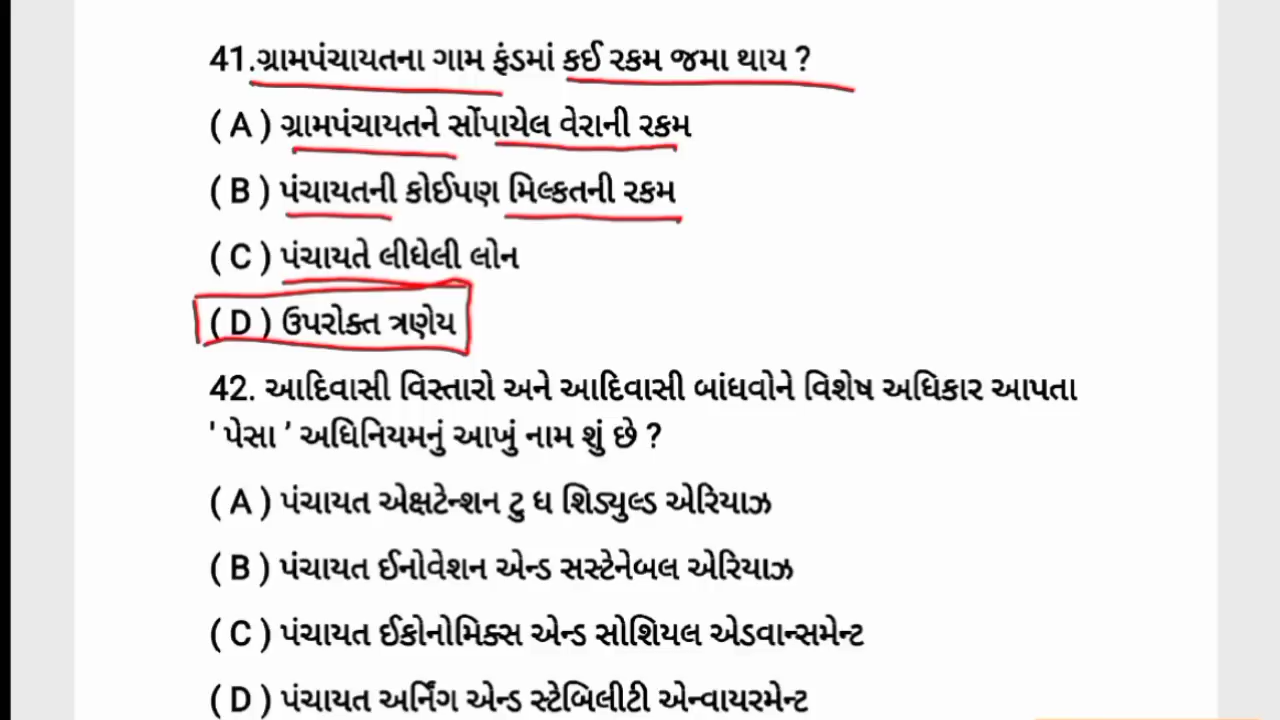 41.ગ્રામપંચાયતના ગામ ફંડમાં કઈ રકમ જમા થાય ?
( A ) ગ્રામપંચાયતને સોંપાયેલ વેરાની રકમ
( B ) પંચાયતની કોઈપણ મિલ્કતની રકમ
( C ) પંચાયતે લીધેલી લોન
( D ) ઉપરોક્ત ત્રણેય
42. આદિવાસી વિસ્તારો અને આદિવાસી બાંધવોને વિશેષ અધિકાર આપતા
' પેસા ’ અધિનિયમનું આખું નામ શું છે ?
( A ) પંચાયત એક્ષટેન્શન ટુ ધ શિડ્યુલ્ડ એરિયાઝ
( B ) પંચાયત ઈનોવેશન એન્ડ સસ્ટેનેબલ એરિયાઝ
( C ) પંચાયત ઈકોનોમિક્સ એન્ડ સોશિયલ એડવાન્સમેન્ટ
( D ) પંચાયત અર્નિંગ એન્ડ સ્ટેબિલીટી એન્વાયરમેન્ટ